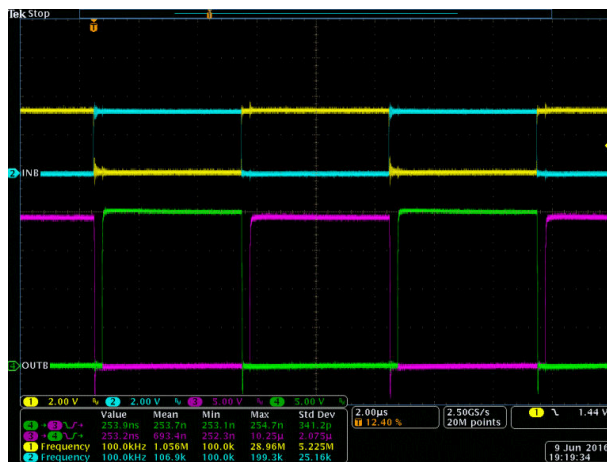 Tek Stop
T
T
2 INB
4 OUTB
1 2.00 V 2 2.00 V 3 5.00 V 4 5.00 V
Value Mean Min Max Std Dev
4 → 3 253.9ns 253.7n 253.1n 254.7n 341.2p
3 → 4 253.2ns 693.4n 252.3n 10.25µ 2.075µ
1 Frequency 100.0kHz 1.056M 100.0k 28.96M 5.225M
2 Frequency 100.0kHz 106.9k 100.0k 199.3k 25.16k
2.00µs
T 12.40 %
2.50GS/s
20M points
1 1.44 V
9 Jun 2016
19:19:34